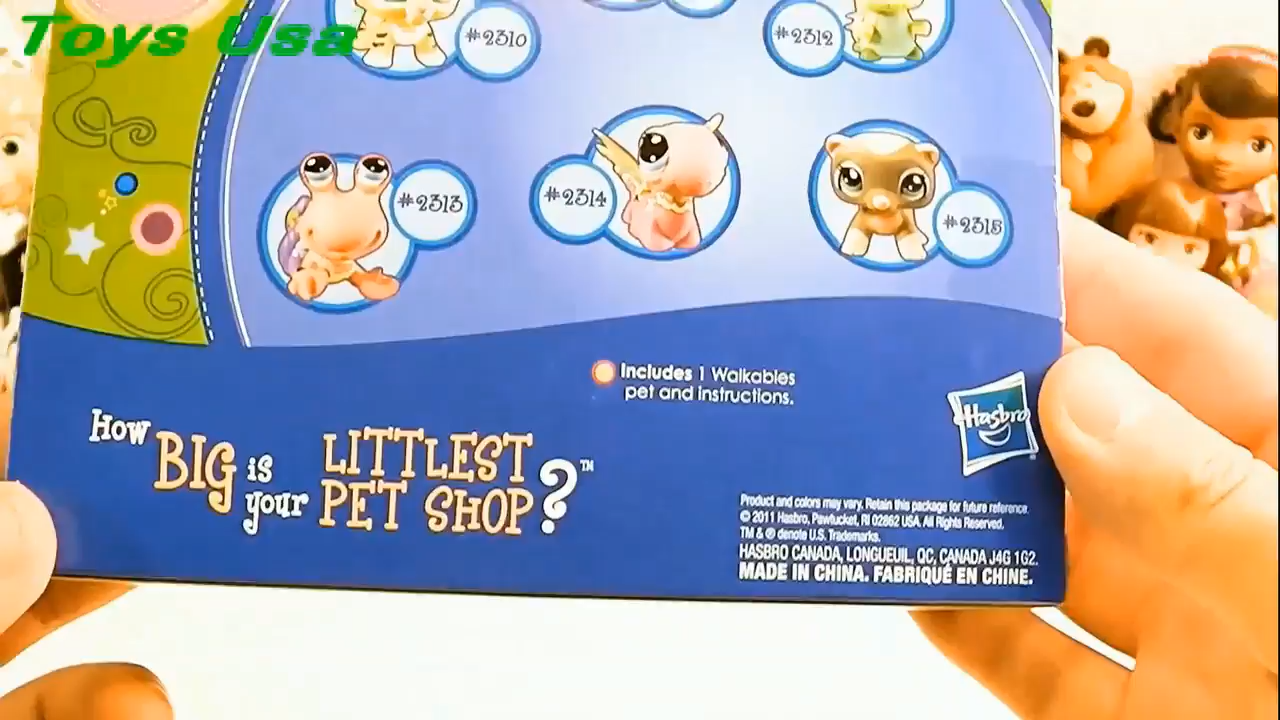 Toys Usa
#2310
#2312
#2313
#2314
#2315
Includes 1 Walkables
pet and instructions.
Hasbro
How BIG is your LITTLEST PET SHOP?™
Product and colors may vary. Retain this package for future reference.
© 2011 Hasbro, Pawtucket, RI 02862 USA. All Rights Reserved.
TM & ® denote U.S. Trademarks.
HASBRO CANADA, LONGUEUIL, QC, CANADA J4G 1G2.
MADE IN CHINA. FABRIQUÉ EN CHINE.